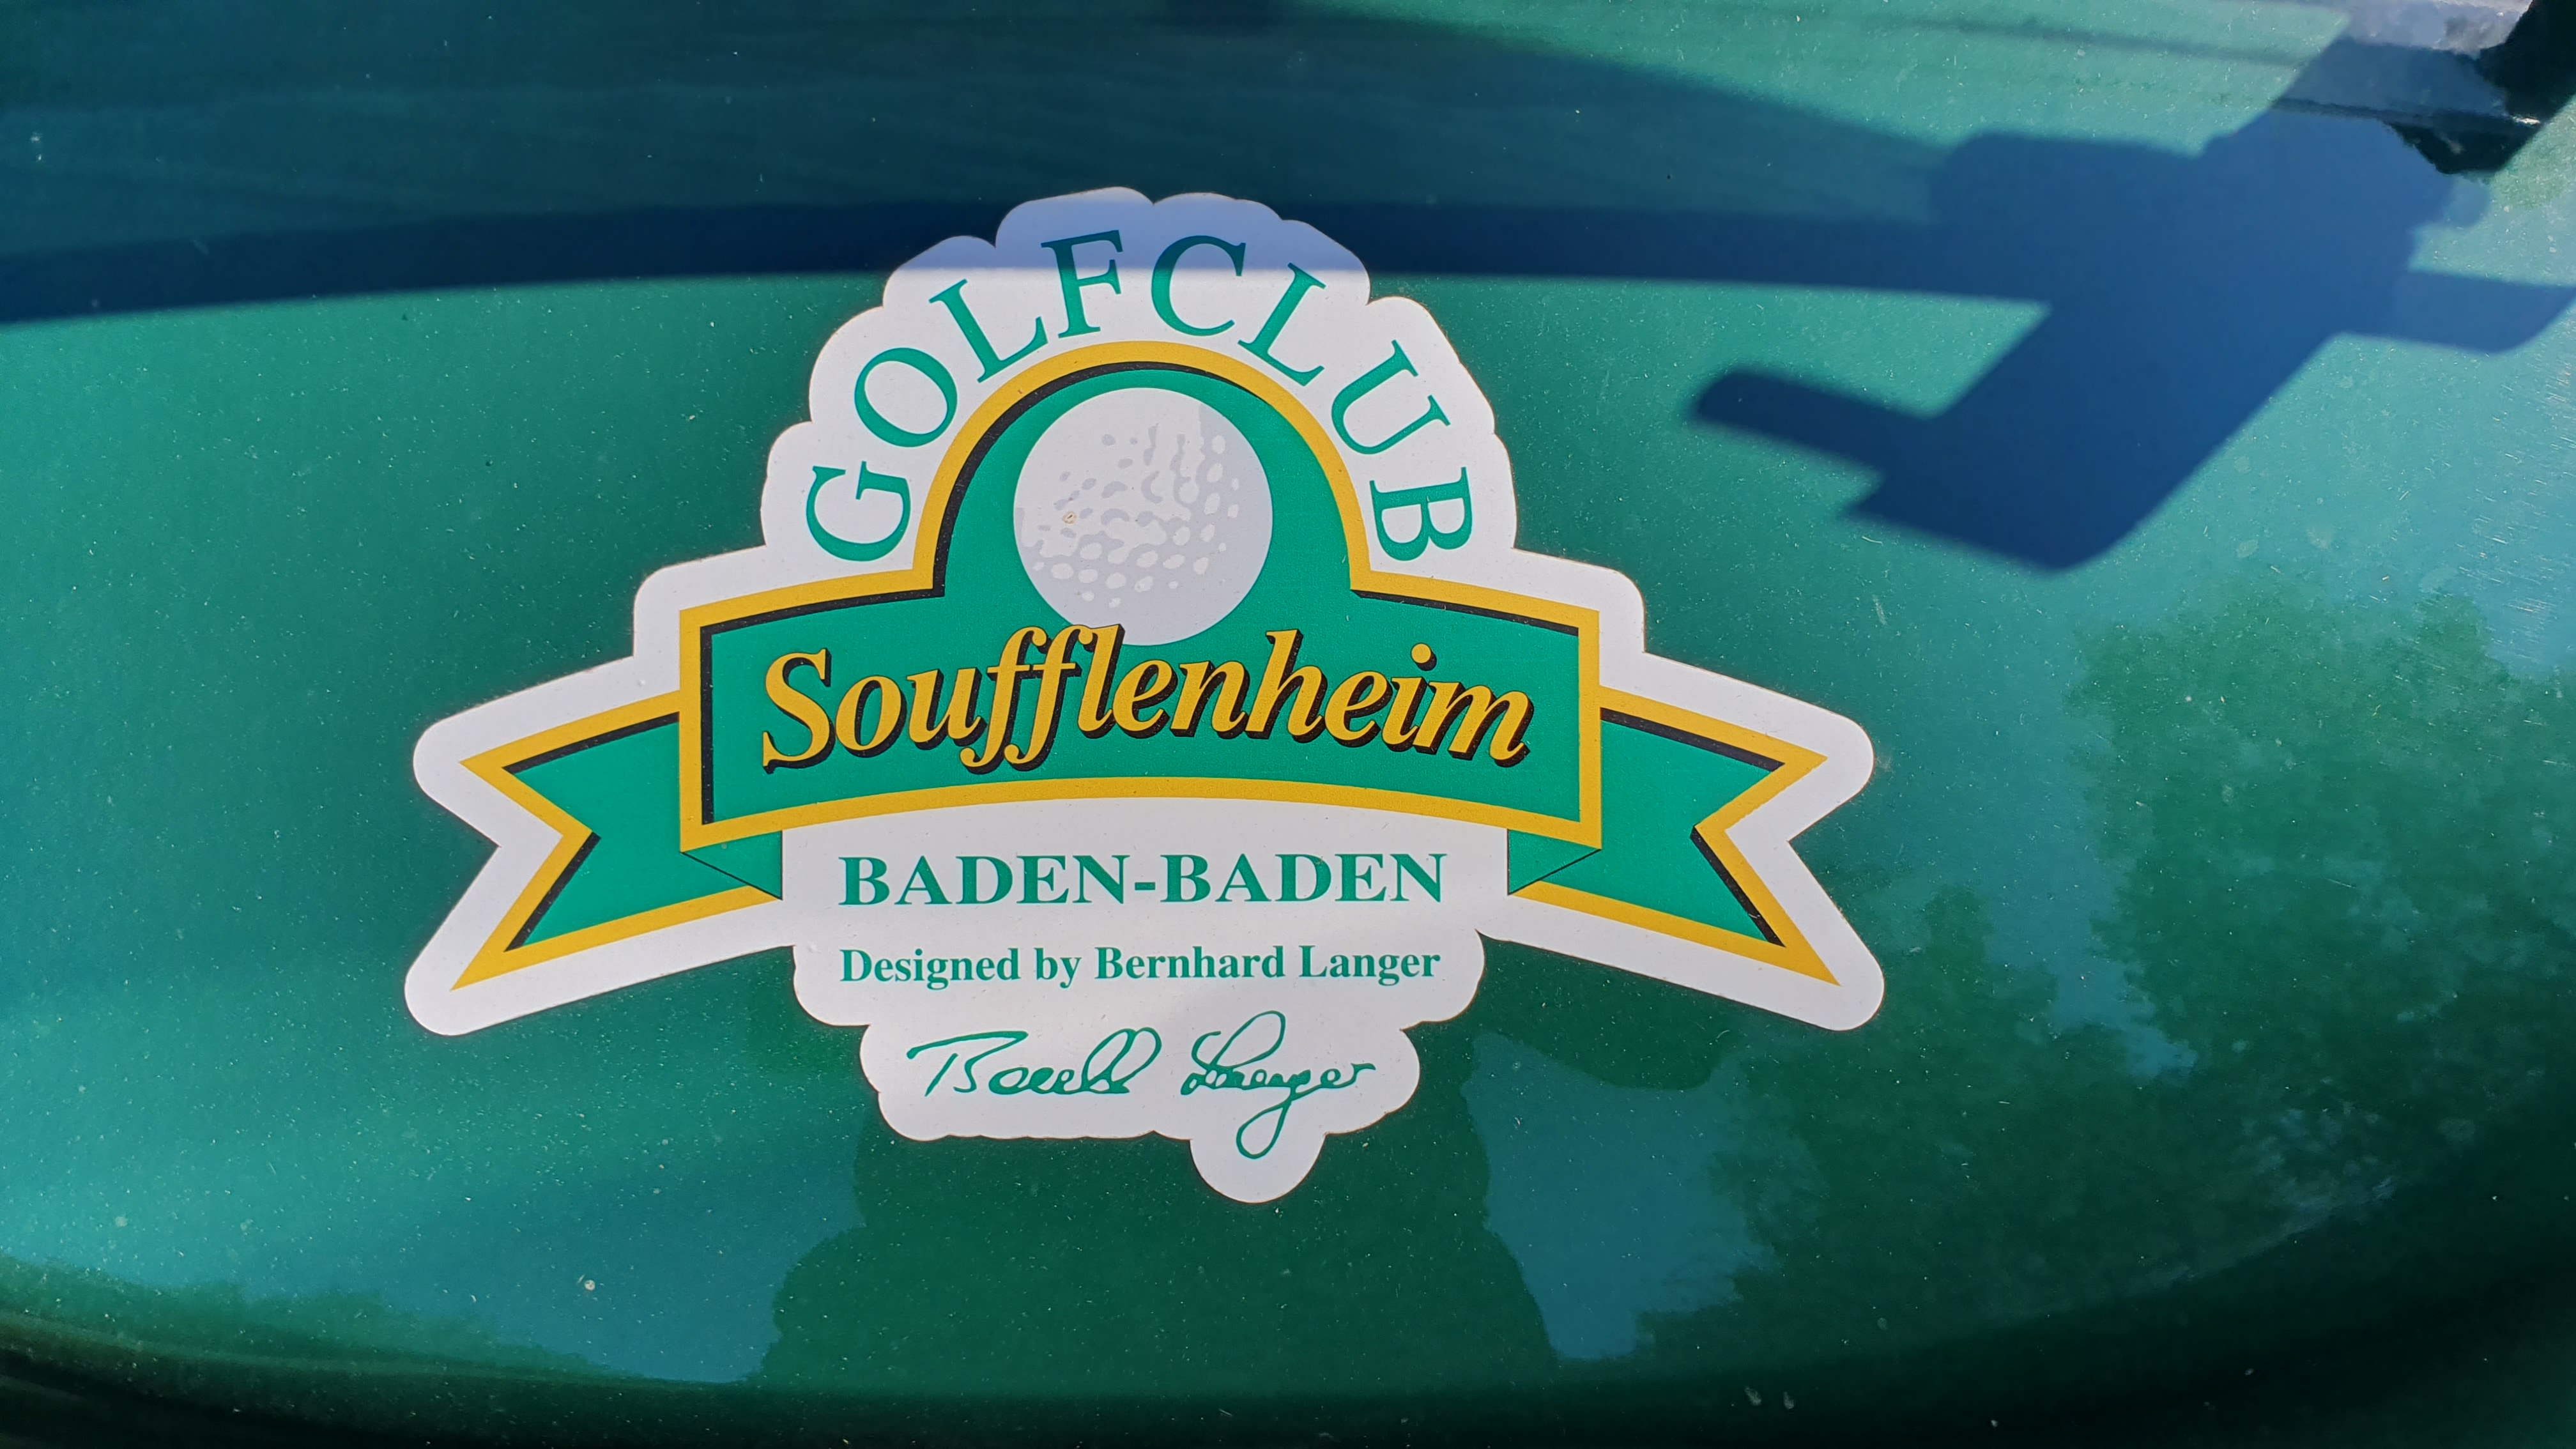 GOLFCLUB
Soufflenheim
BADEN-BADEN
Designed by Bernhard Langer